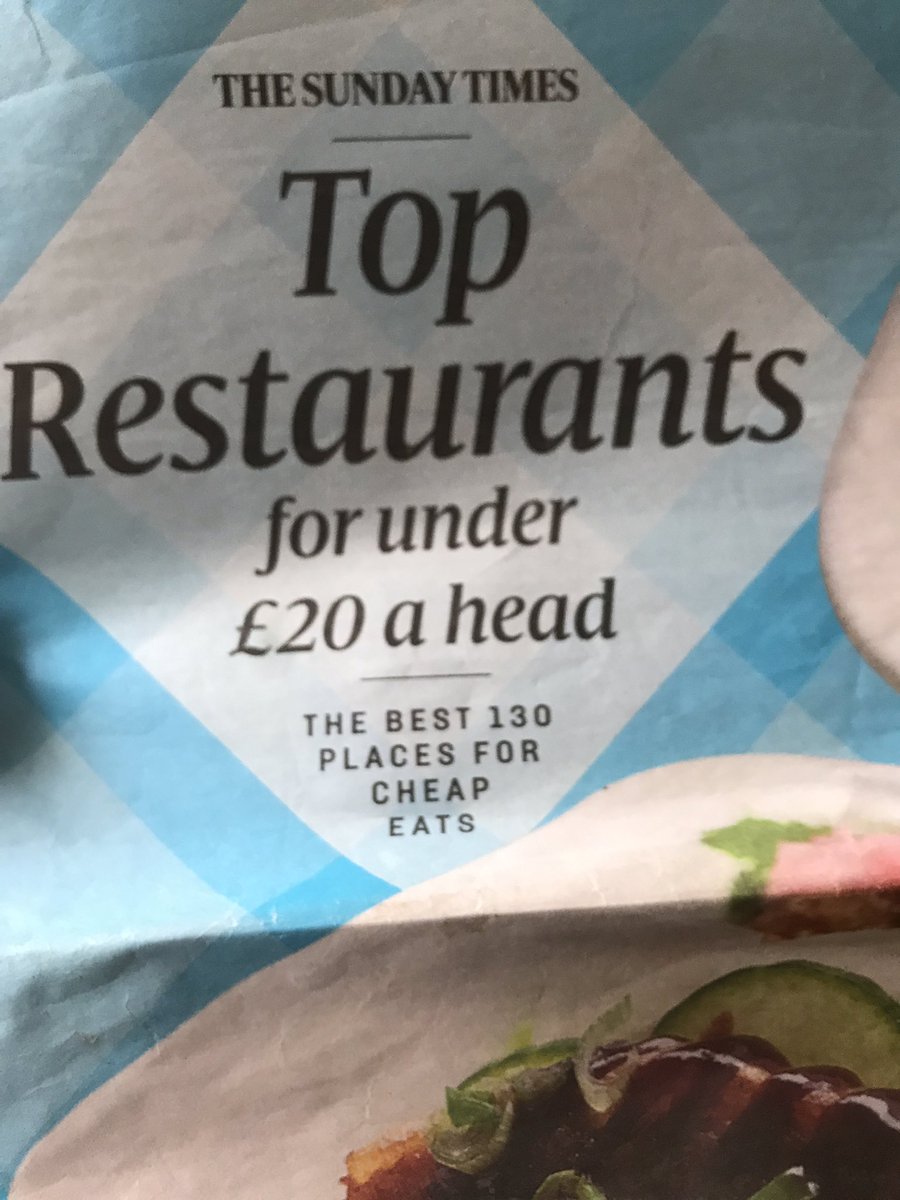 THE SUNDAY TIMES
Top
Restaurants
for under
£20 a head
THE BEST 130
PLACES FOR
CHEAP
EATS